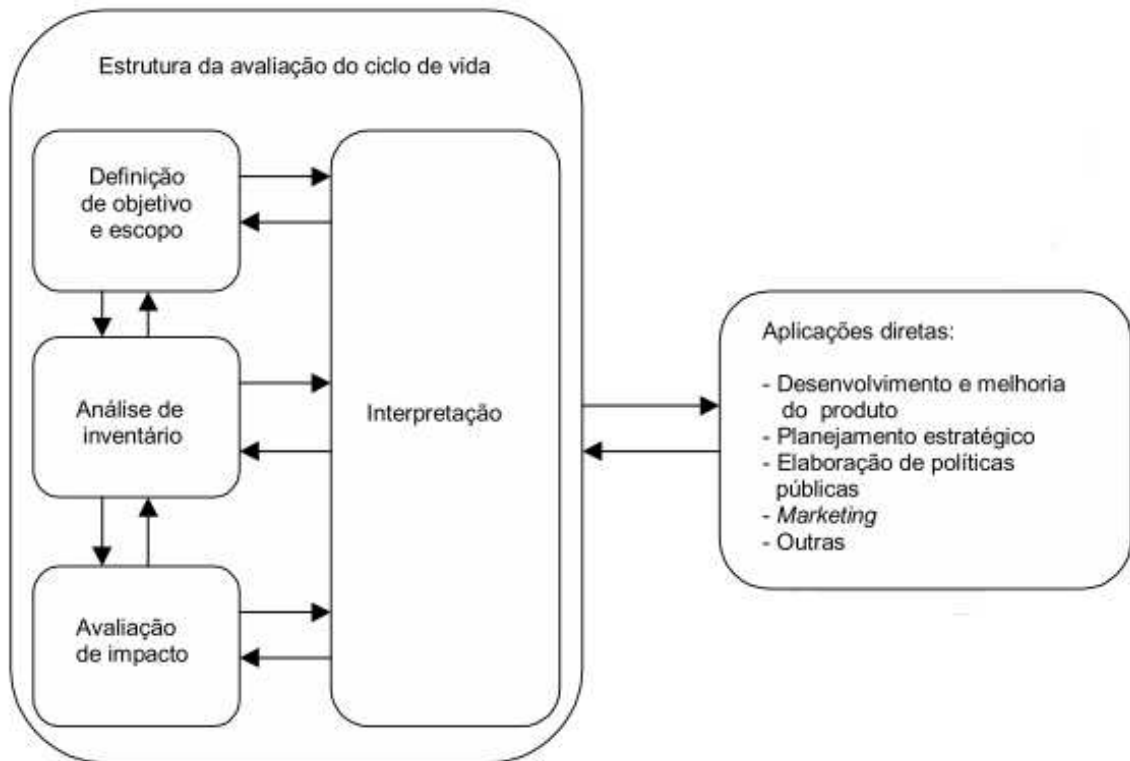 Estrutura da avaliação do ciclo de vida
Definição
de objetivo
e escopo
Análise de
inventário
Avaliação
de impacto
Interpretação
Aplicações diretas:
- Desenvolvimento e melhoria
do produto
- Planejamento estratégico
- Elaboração de políticas
públicas
- Marketing
- Outras